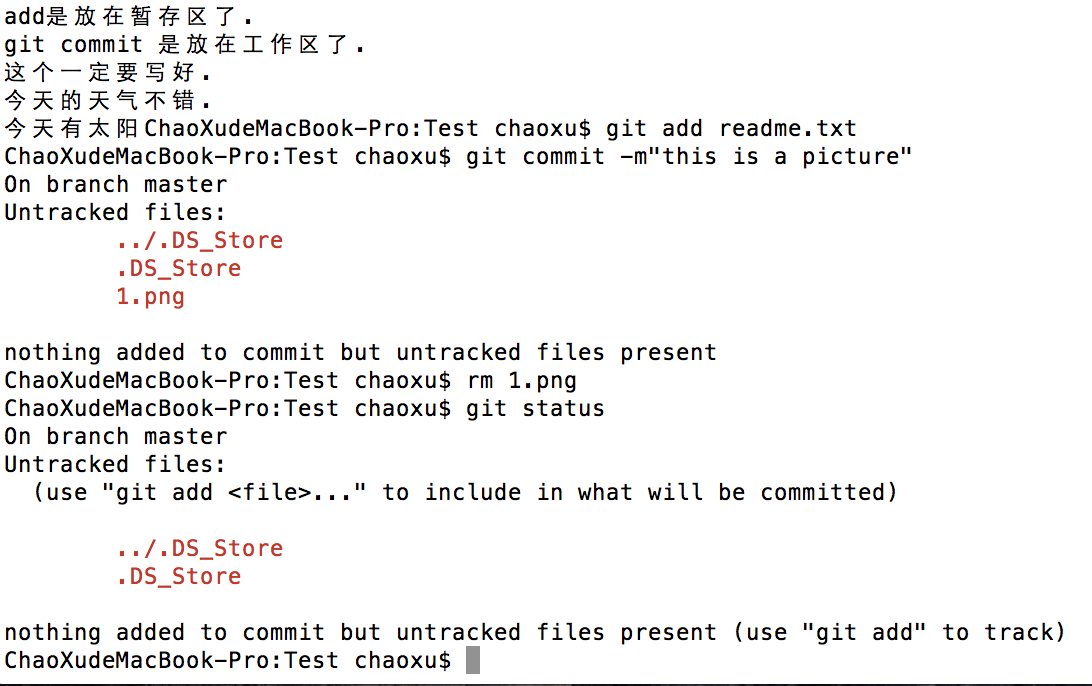 add是放在暂存区了.
git commit 是放在工作区了.
这个一定要写好.
今天的天气不错.
今天有太阳ChaoXudeMacBook-Pro:Test chaoxu$ git add readme.txt
ChaoXudeMacBook-Pro:Test chaoxu$ git commit -m"this is a picture"
On branch master
Untracked files:
../.DS_Store
.DS_Store
1.png
nothing added to commit but untracked files present
ChaoXudeMacBook-Pro:Test chaoxu$ rm 1.png
ChaoXudeMacBook-Pro:Test chaoxu$ git status
On branch master
Untracked files:
(use "git add <file>..." to include in what will be committed)
../.DS_Store
.DS_Store
nothing added to commit but untracked files present (use "git add" to track)
ChaoXudeMacBook-Pro:Test chaoxu$